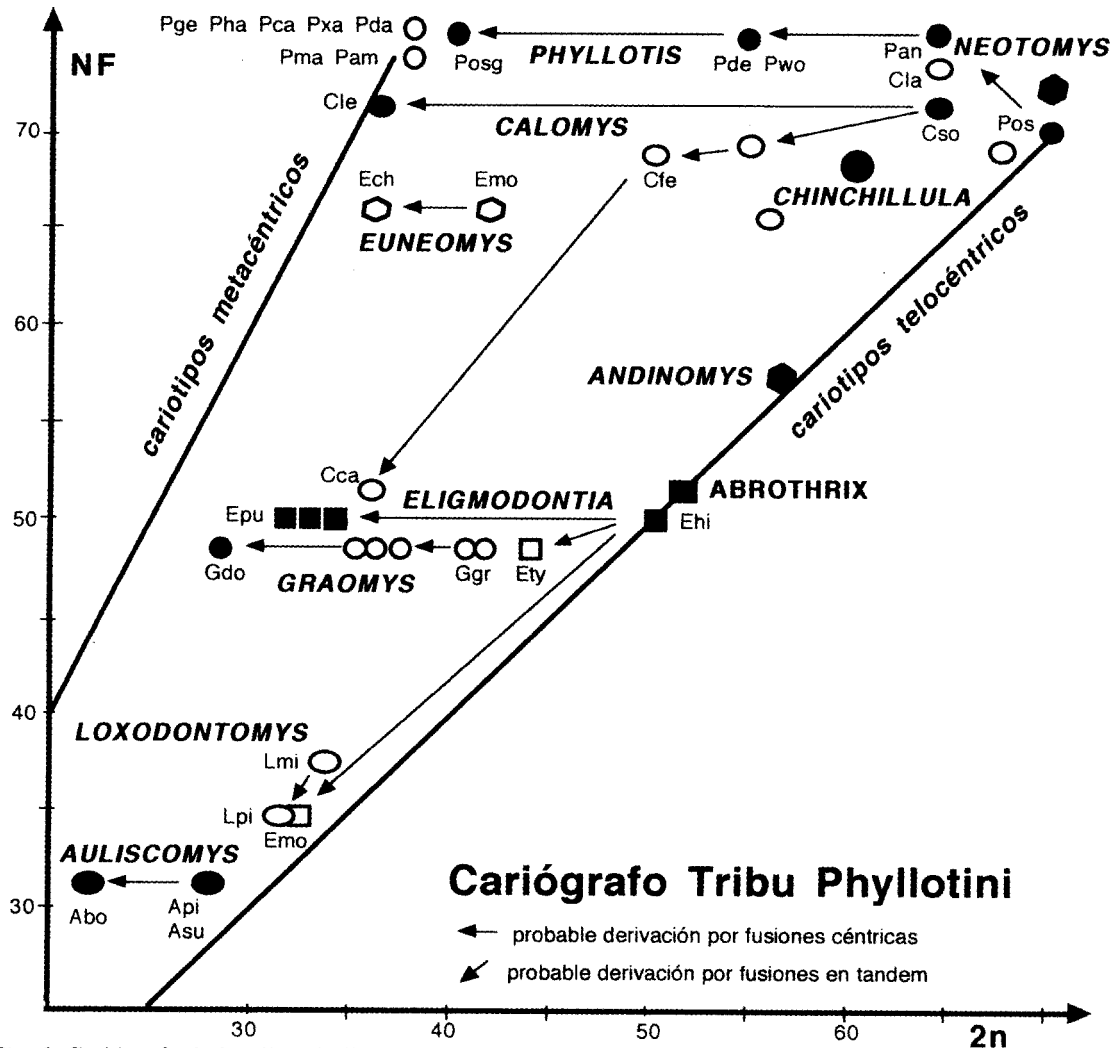 Pge Pha Pca Pxa Pda
NF
Pma Pam
Posg
PHYLLOTIS
Pde Pwo
Pan
NEOTOMYS
Cla
Cle
CALOMYS
Cso
Pos
70
Cfe
CHINCHILLULA
Ech
Emo
EUNEOMYS
cariotipos metacéntricos
cariotipos telocéntricos
60
ANDINOMYS
Cca
ELIGMODONTIA
ABROTHRIX
50
Epu
Ehi
Gdo
GRAOMYS
Ggr
Ety
40
LOXODONTOMYS
Lmi
Lpi
Emo
AULISCOMYS
30
Abo
Api
Asu
Cariógrafo Tribu Phyllotini
probable derivación por fusiones céntricas
probable derivación por fusiones en tandem
30 40 50 60 2n